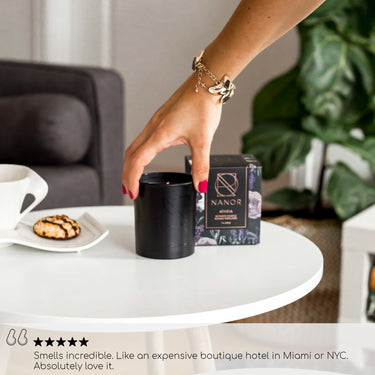 NANOR
Smells incredible. Like an expensive boutique hotel in Miami or NYC.
Absolutely love it.